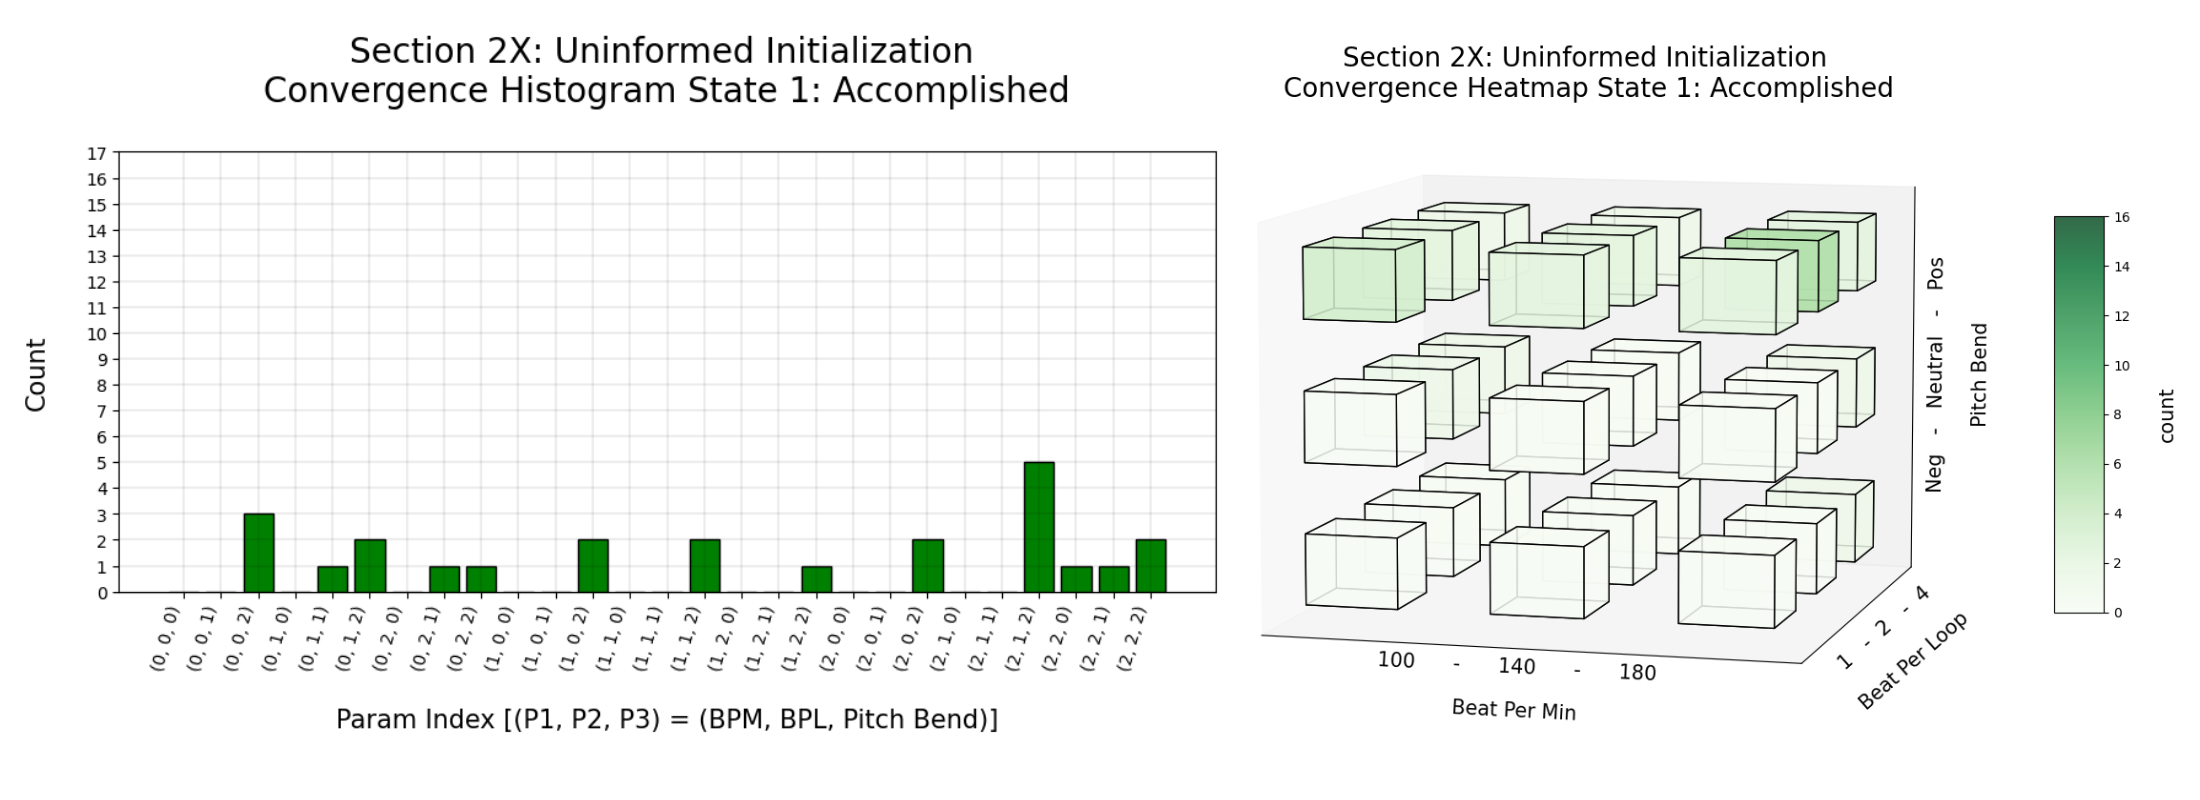 Section 2X: Uninformed Initialization
Convergence Histogram State 1: Accomplished
17
16
15
14
13
12
11
10
9
8
7
6
5
4
3
2
1
0
Count
(0, 0, 0)
(0, 0, 1)
(0, 0, 2)
(0, 1, 0)
(0, 1, 1)
(0, 1, 2)
(0, 2, 0)
(0, 2, 1)
(0, 2, 2)
(1, 0, 0)
(1, 0, 1)
(1, 0, 2)
(1, 1, 0)
(1, 1, 1)
(1, 1, 2)
(1, 2, 0)
(1, 2, 1)
(1, 2, 2)
(2, 0, 0)
(2, 0, 1)
(2, 0, 2)
(2, 1, 0)
(2, 1, 1)
(2, 1, 2)
(2, 2, 0)
(2, 2, 1)
(2, 2, 2)
Param Index [(P1, P2, P3) = (BPM, BPL, Pitch Bend)]
Section 2X: Uninformed Initialization
Convergence Heatmap State 1: Accomplished
Neg - Neutral - Pos
Pitch Bend
1 - 2 - 4
Beat Per Loop
100 - 140 - 180
Beat Per Min
16
14
12
10
8
6
4
2
0
count